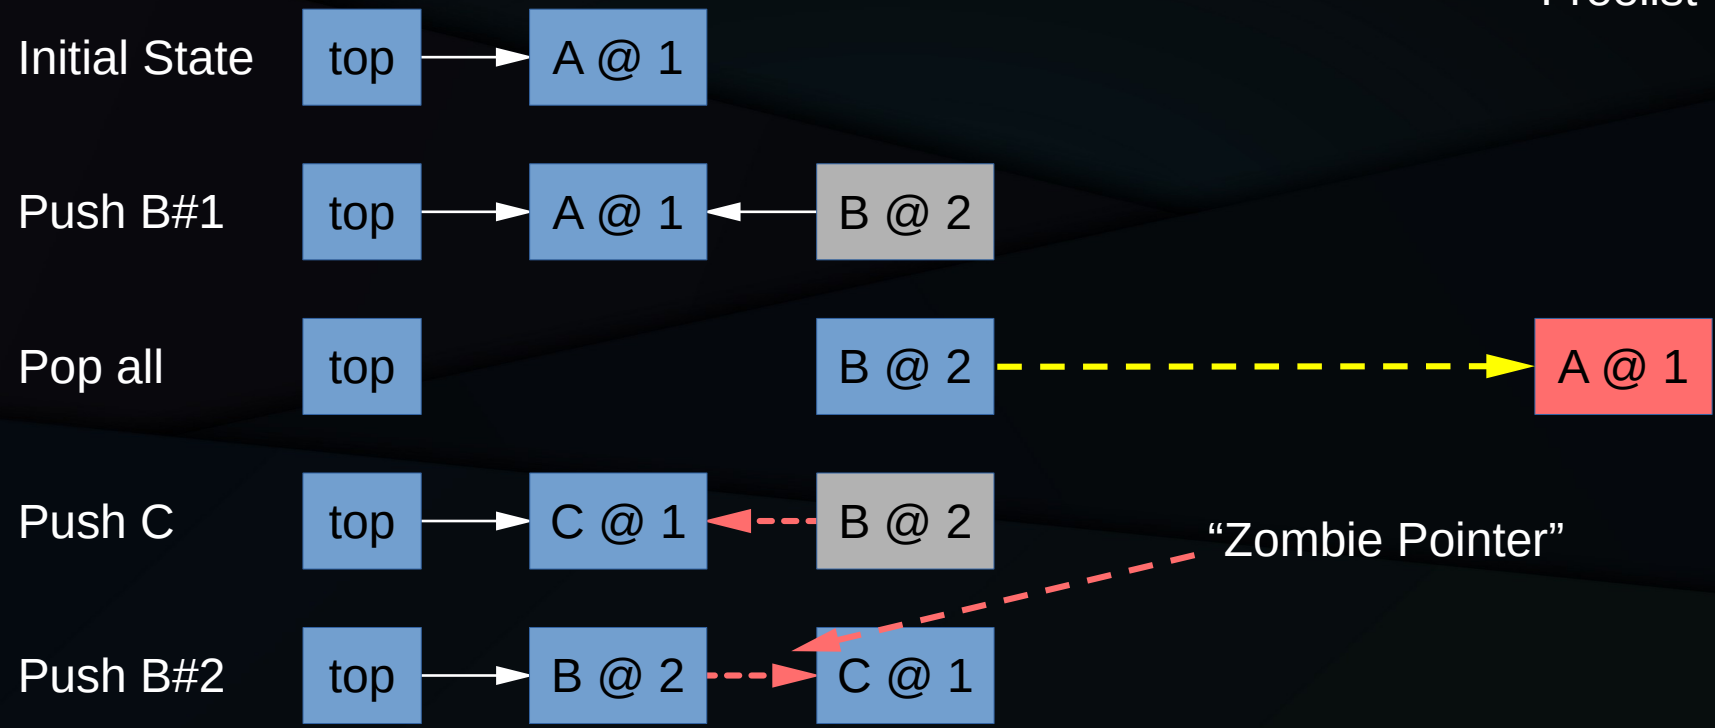 Initial State top A @ 1
Push B#1 top A @ 1 B @ 2
Pop all top B @ 2 A @ 1
Push C top C @ 1 B @ 2
“Zombie Pointer”
Push B#2 top B @ 2 C @ 1